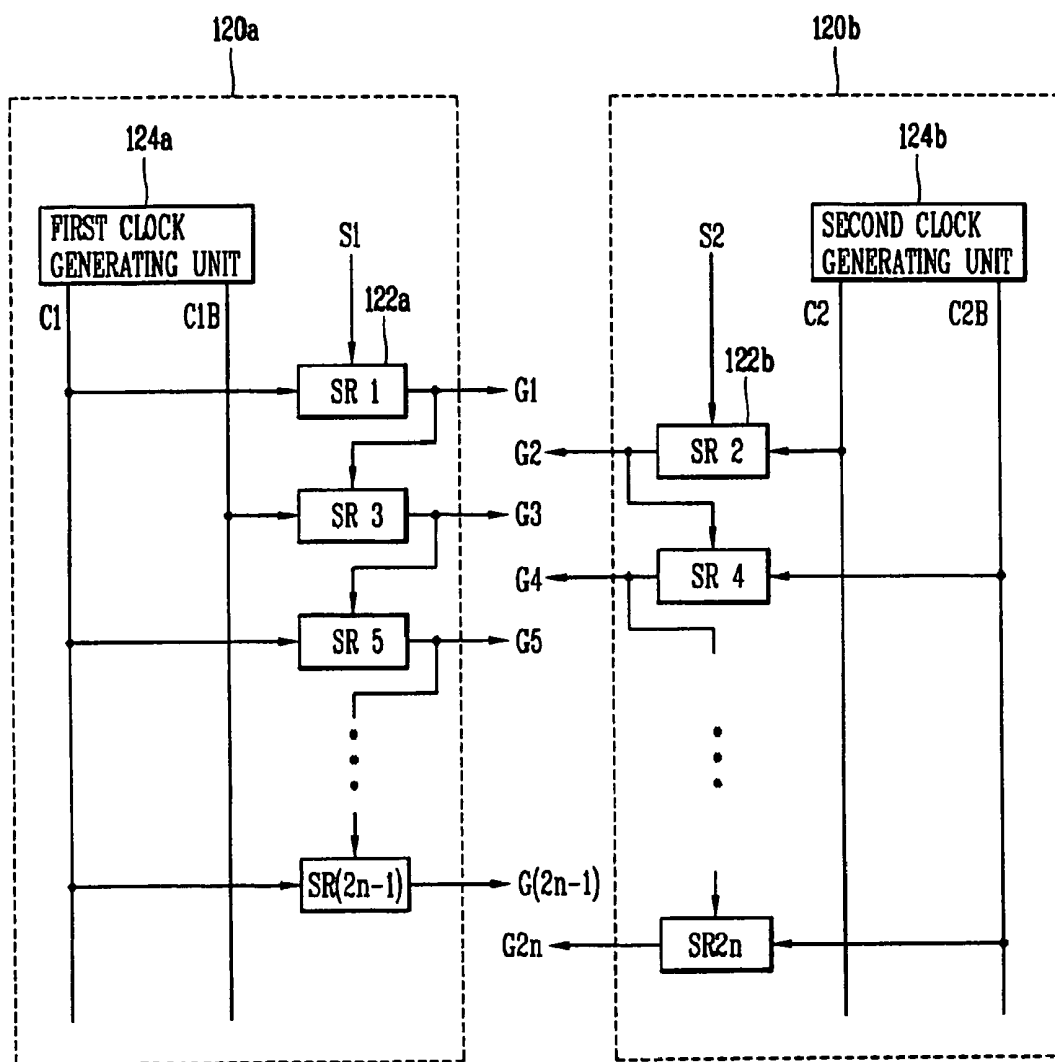 120a
120b
124a
124b
FIRST CLOCK
GENERATING UNIT
S1
S2
SECOND CLOCK
GENERATING UNIT
C1
C1B
122a
C2
C2B
SR 1
G1
122b
G2
SR 2
SR 3
G3
G4
SR 4
SR 5
G5
SR(2n-1)
G(2n-1)
G2n
SR2n